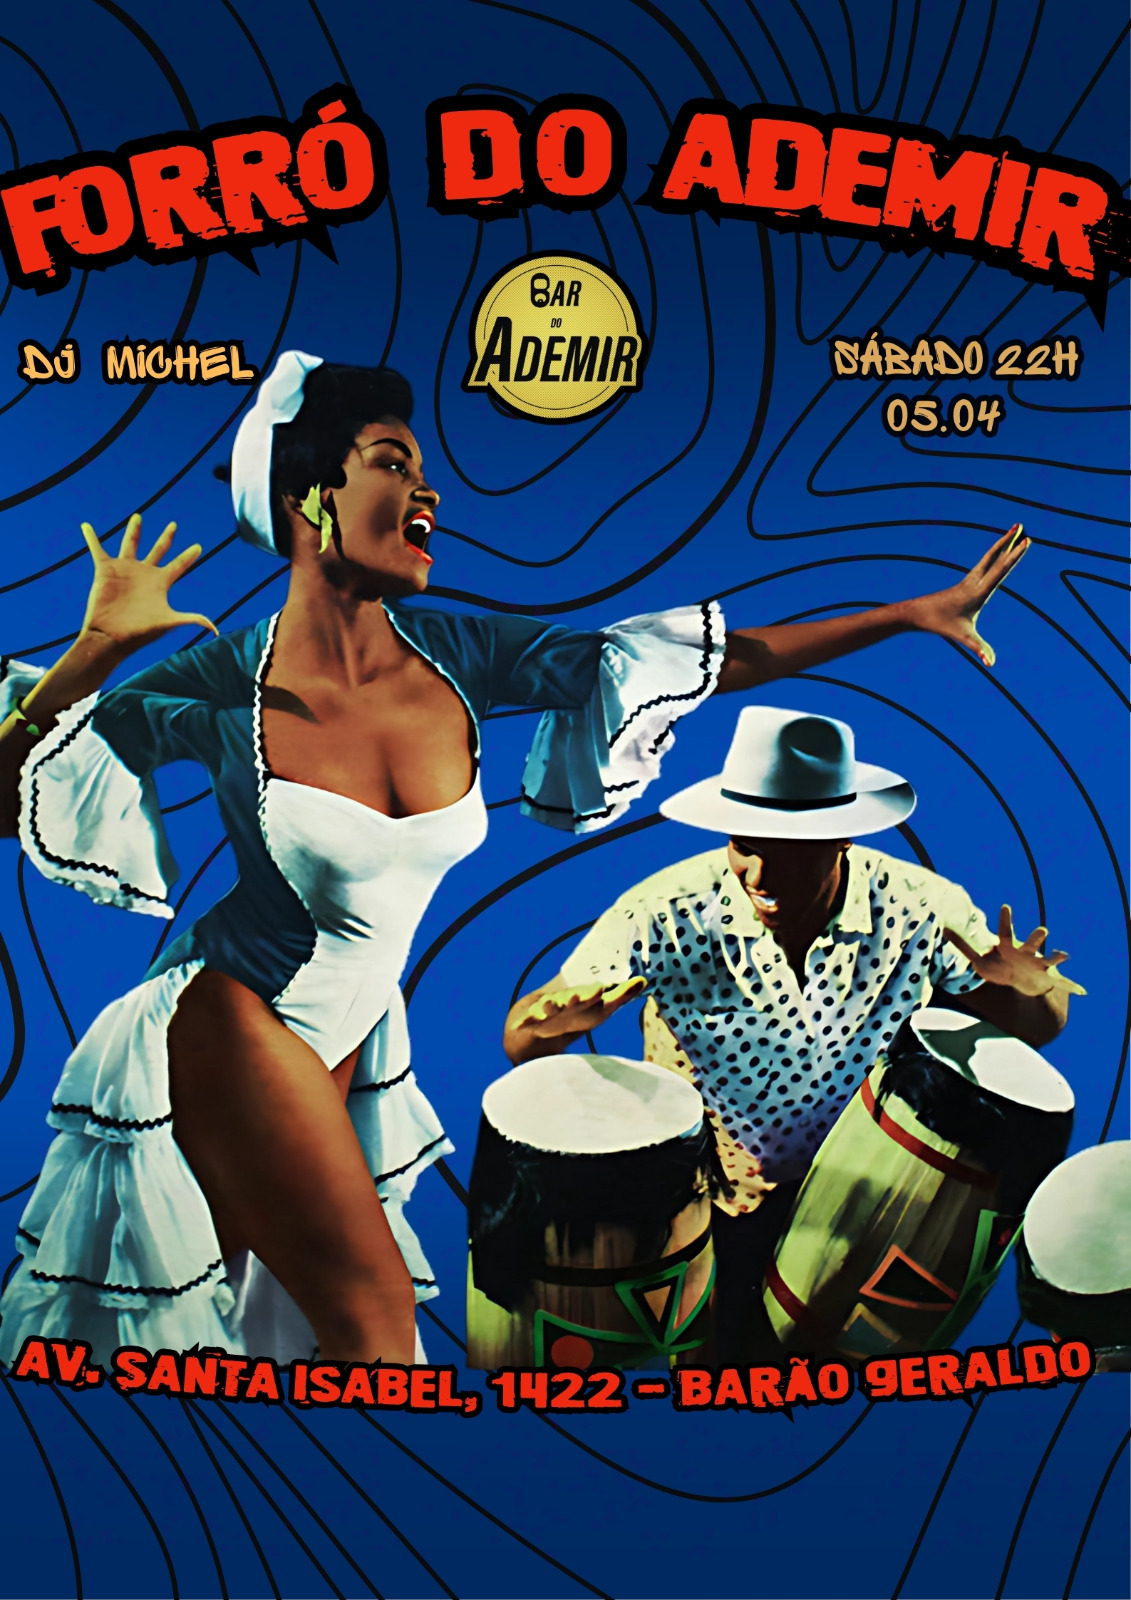 FORRÓ DO ADEMIR
BAR
DO
ADEMIR
DJ MICHEL
SÁBADO 22H
05.04
AV. SANTA ISABEL, 1422 - BARÃO GERALDO